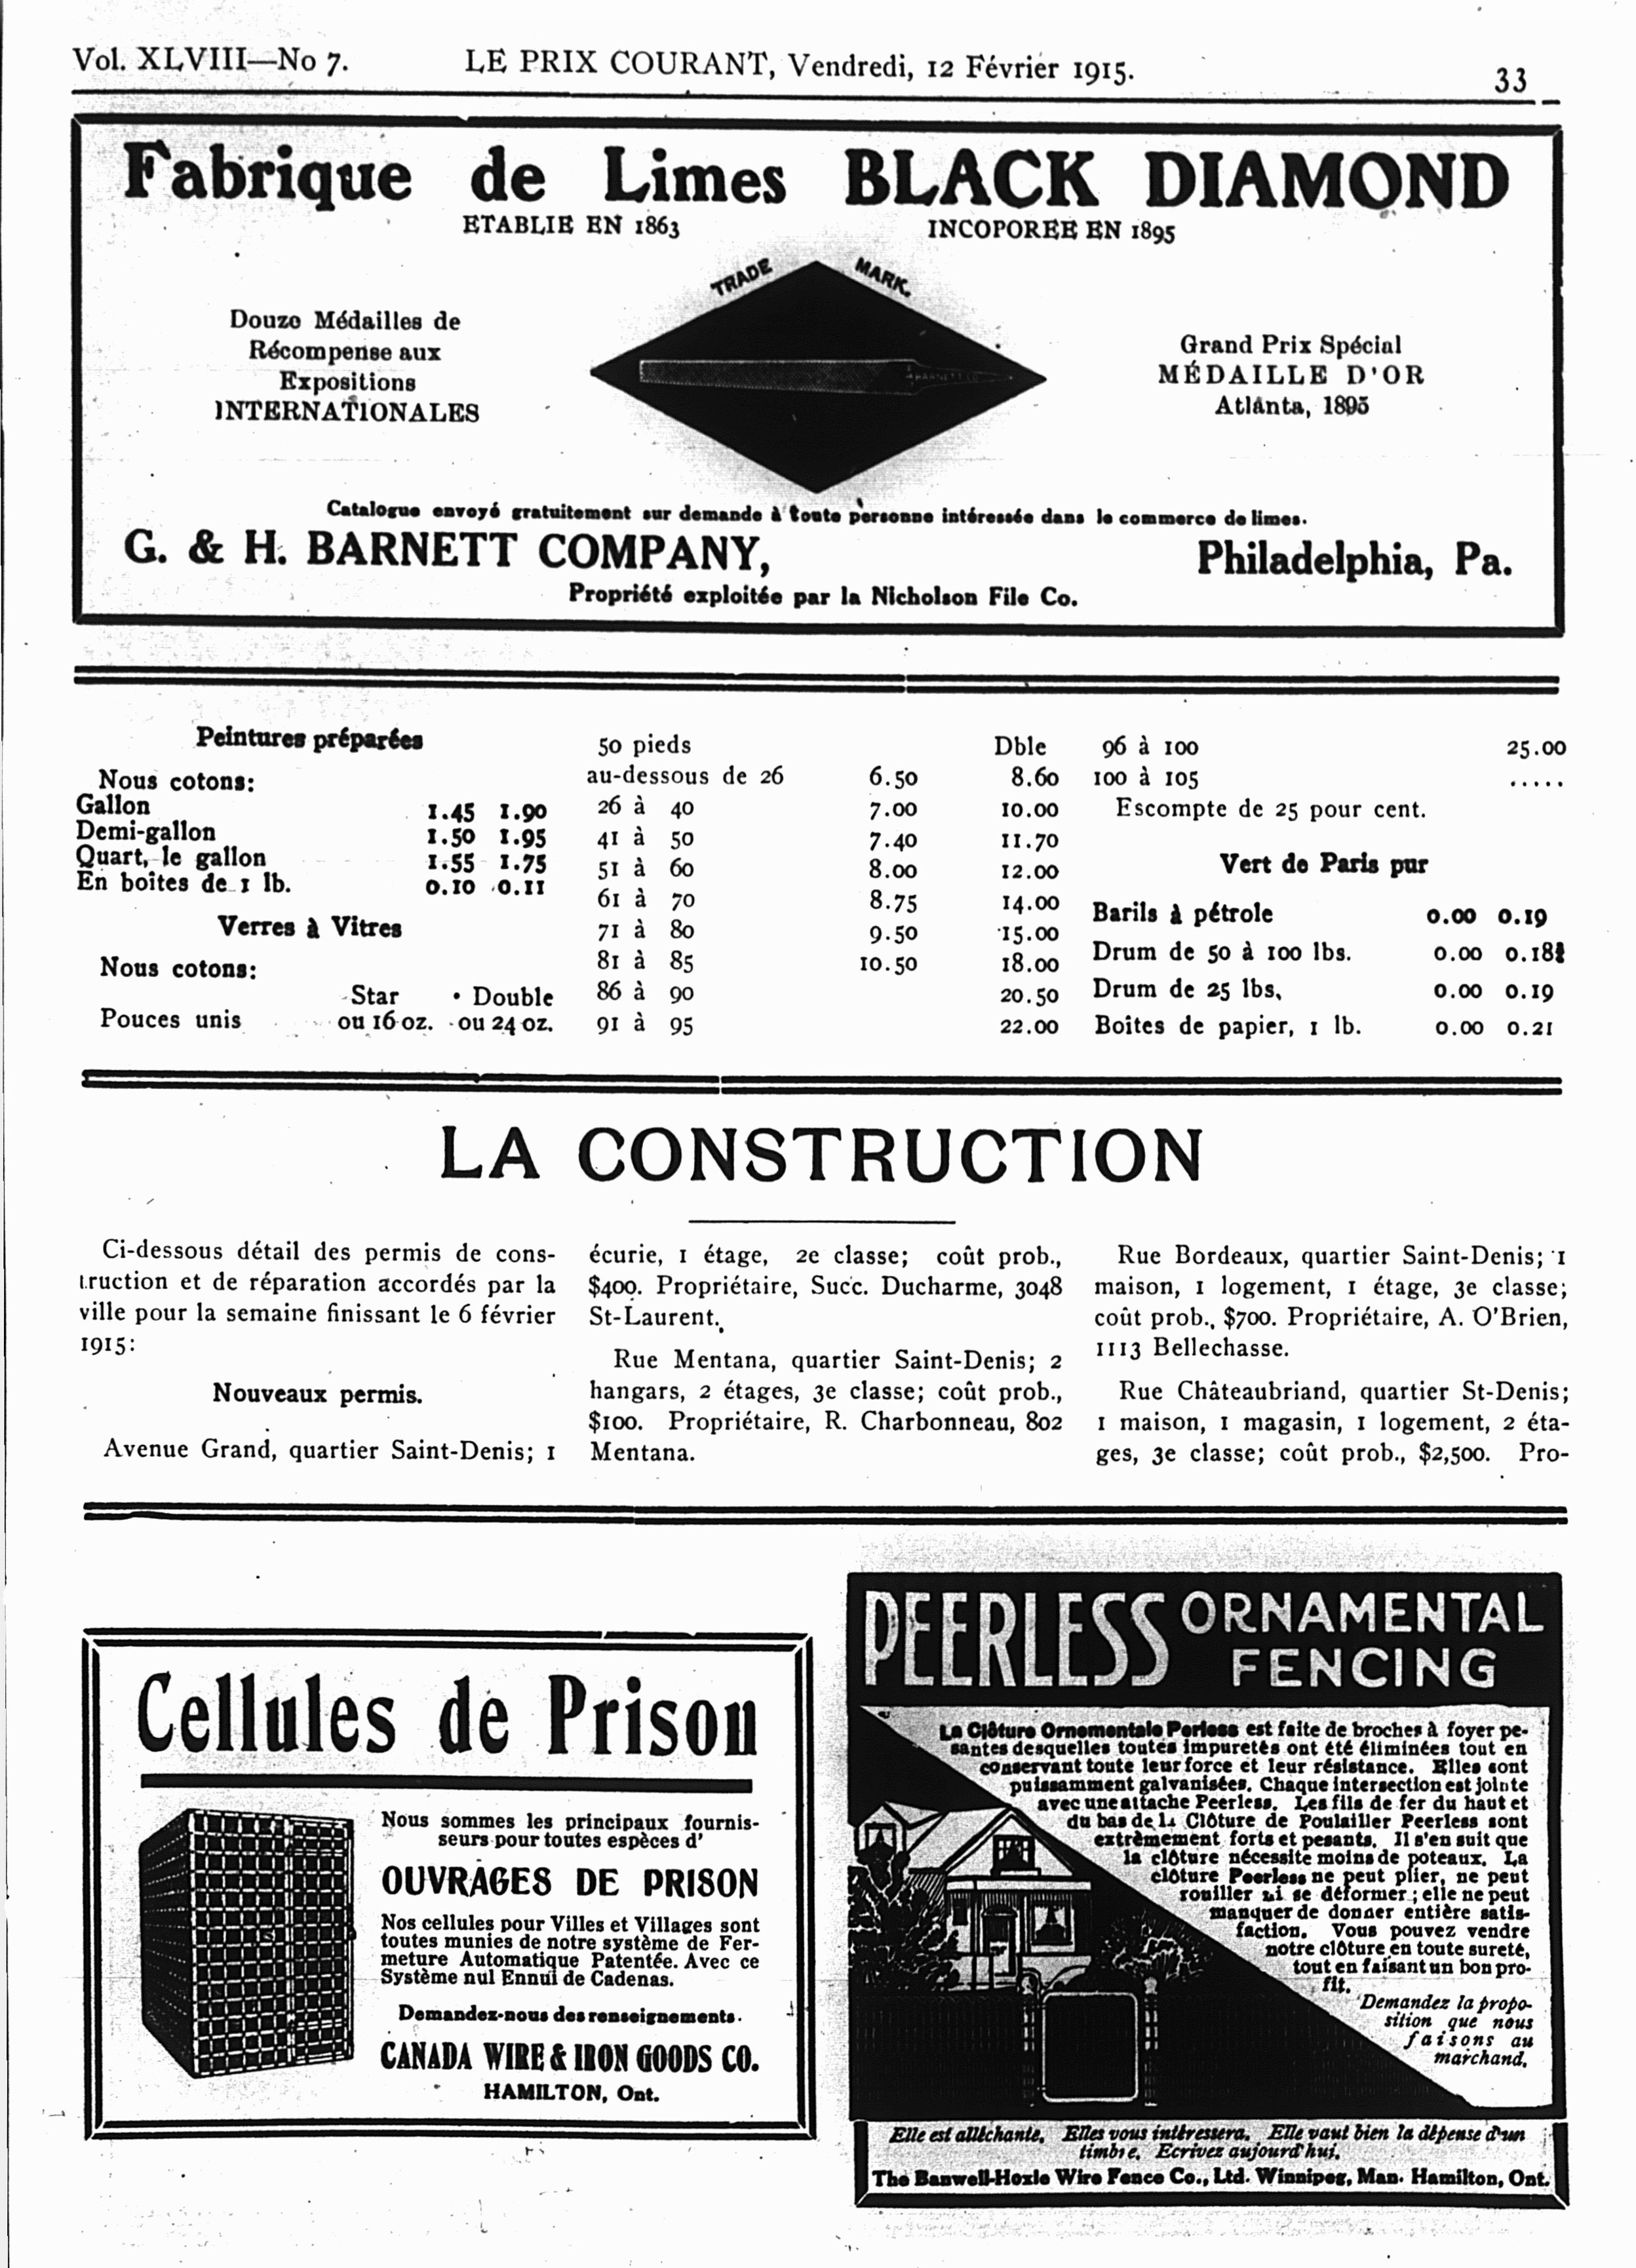 Vol. XLVIII—No 7.
LE PRIX COURANT, Vendredi, 12 Février 1915.
33
Fabrique de Limes BLACK DIAMOND
ETABLIE EN 1863
INCOPOREE EN 1895
TRADE MARK.
Douze Médailles de
Récompense aux
Expositions
INTERNATIONALES
Grand Prix Spécial
MÉDAILLE D'OR
Atlanta, 1895
Catalogue envoyé gratuitement sur demande à toute personne intéressée dans le commerce de limes.
G. & H. BARNETT COMPANY,
Philadelphia, Pa.
Propriété exploitée par la Nicholson File Co.
Peintures préparées
Nous cotons:
Gallon 1.45 1.90
Demi-gallon 1.50 1.95
Quart, le gallon 1.55 1.75
En boîtes de 1 lb. 0.10 0.11
Verres à Vitres
Nous cotons:
Star • Double
Pouces unis ou 16 oz. ou 24 oz.
50 pieds Dble
au-dessous de 26 6.50 8.60
26 à 40 7.00 10.00
41 à 50 7.40 11.70
51 à 60 8.00 12.00
61 à 70 8.75 14.00
71 à 80 9.50 15.00
81 à 85 10.50 18.00
86 à 90 20.50
91 à 95 22.00
96 à 100 25.00
100 à 105 .....
Escompte de 25 pour cent.
Vert de Paris pur
Barils à pétrole 0.00 0.19
Drum de 50 à 100 lbs. 0.00
Drum de 25 lbs, 0.00 0.19
Boîtes de papier, 1 lb. 0.00 0.21
LA CONSTRUCTION
Ci-dessous détail des permis de cons-
truction et de réparation accordés par la
ville pour la semaine finissant le 6 février
1915:
Nouveaux permis.
Avenue Grand, quartier Saint-Denis; 1
écurie, 1 étage, 2e classe; coût prob.,
$400. Propriétaire, Succ. Ducharme, 3048
St-Laurent.
Rue Mentana, quartier Saint-Denis; 2
hangars, 2 étages, 3e classe; coût prob.,
$100. Propriétaire, R. Charbonneau, 802
Mentana.
Rue Bordeaux, quartier Saint-Denis; 1
maison, 1 logement, 1 étage, 3e classe;
coût prob., $700. Propriétaire, A. O'Brien,
1113 Bellechasse.
Rue Châteaubriand, quartier St-Denis;
1 maison, 1 magasin, 1 logement, 2 éta-
ges, 3e classe; coût prob., $2,500. Pro-
Cellules de Prison
Nous sommes les principaux fournis-
seurs pour toutes espèces d'
OUVRAGES DE PRISON
Nos cellules pour Villes et Villages sont
toutes munies de notre système de Fer-
meture Automatique Patentée. Avec ce
Système nul Ennui de Cadenas.
Demandez-nous des renseignements.
CANADA WIRE & IRON GOODS CO.
HAMILTON, Ont.
PEERLESS ORNAMENTAL
FENCING
La Clôture Ornementale Perless est faite de broches à foyer pe-
santes desquelles toutes impuretés ont été éliminées tout en
conservant toute leur force et leur résistance. Elles sont
puissamment galvanisées. Chaque intersection est jointe
avec une attache Peerless. Les fils de fer du haut et
du bas de la Clôture de Poulailler Peerless sont
extrèmement forts et pesants. Il s'en suit que
la clôture nécessite moins de poteaux. La
clôture Peerless ne peut plier, ne peut
rouiller ni se déformer; elle ne peut
manquer de donner entière satis-
faction. Vous pouvez vendre
notre clôture en toute sureté,
tout en faisant un bon pro-
fit.
Demandez la propo-
sition que nous
faisons au
marchand.
Elle est alléchante. Elles vous intéressera. Elle vaut bien la dépense d'un
timbre. Ecrivez aujourd'hui.
The Banwell-Hoxie Wire Fence Co., Ltd. Winnipeg, Man. Hamilton, Ont.